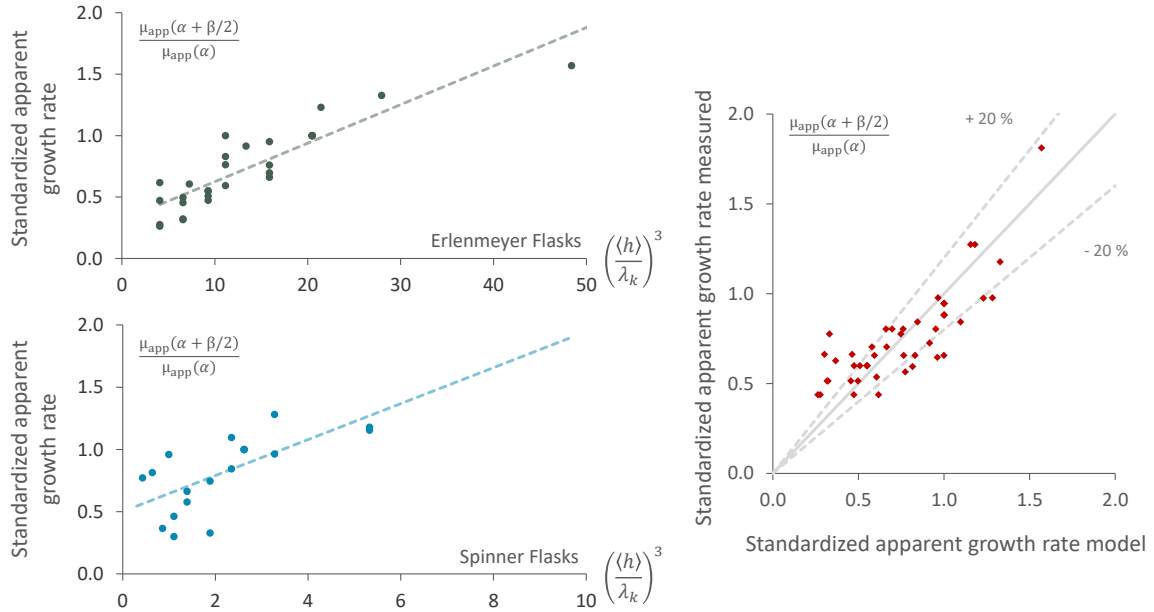 Standardized apparent
growth rate
2.0
1.5
1.0
0.5
0.0
μapp(α + β/2)
μapp(α)
Erlenmeyer Flasks
(⟨h⟩/λk)^3
0 10 20 30 40 50
Standardized apparent
growth rate
2.0
1.5
1.0
0.5
0.0
μapp(α + β/2)
μapp(α)
Spinner Flasks
(⟨h⟩/λk)^3
0 2 4 6 8 10
Standardized apparent growth rate measured
2.0
1.5
1.0
0.5
0.0
μapp(α + β/2)
μapp(α)
+ 20 %
- 20 %
0.0 0.5 1.0 1.5 2.0
Standardized apparent growth rate model